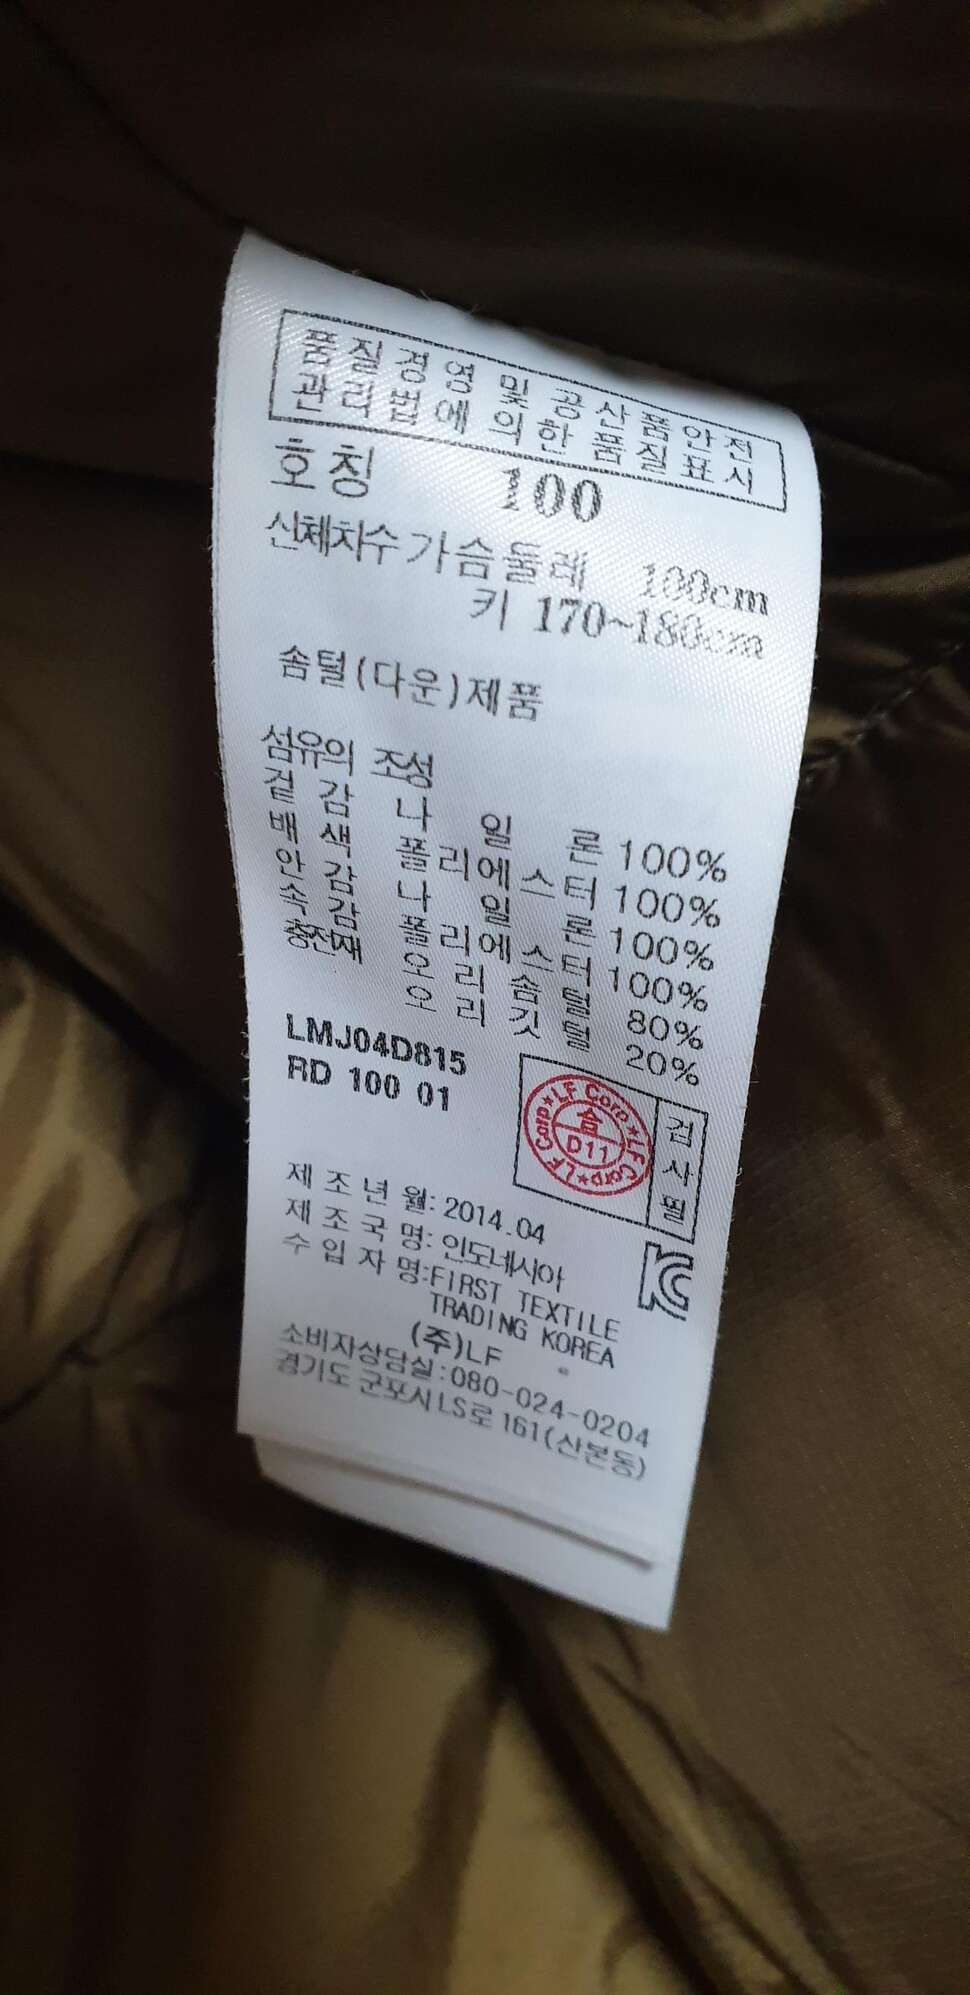 품질경영 및 공산품안전
관리법에 의한 품질표시
호칭 100
신체치수 가슴둘레 100cm
키 170~180cm
솜털(다운)제품
섬유의 조성
겉감 나일론 100%
배색 폴리에스터 100%
안감 나일론 100%
속감 폴리에스터 100%
충전재 오리솜털 80%
오리깃털 20%
LMJ04D815
RD 100 01
LF Corp★LF Corp★LF Corp★
合
D11
검사필
제조년월: 2014.04
제조국명: 인도네시아
수입자명:FIRST TEXTILE
TRADING KOREA
(주)LF
소비자상담실:080-024-0204
경기도 군포시 LS로 161(산본동)